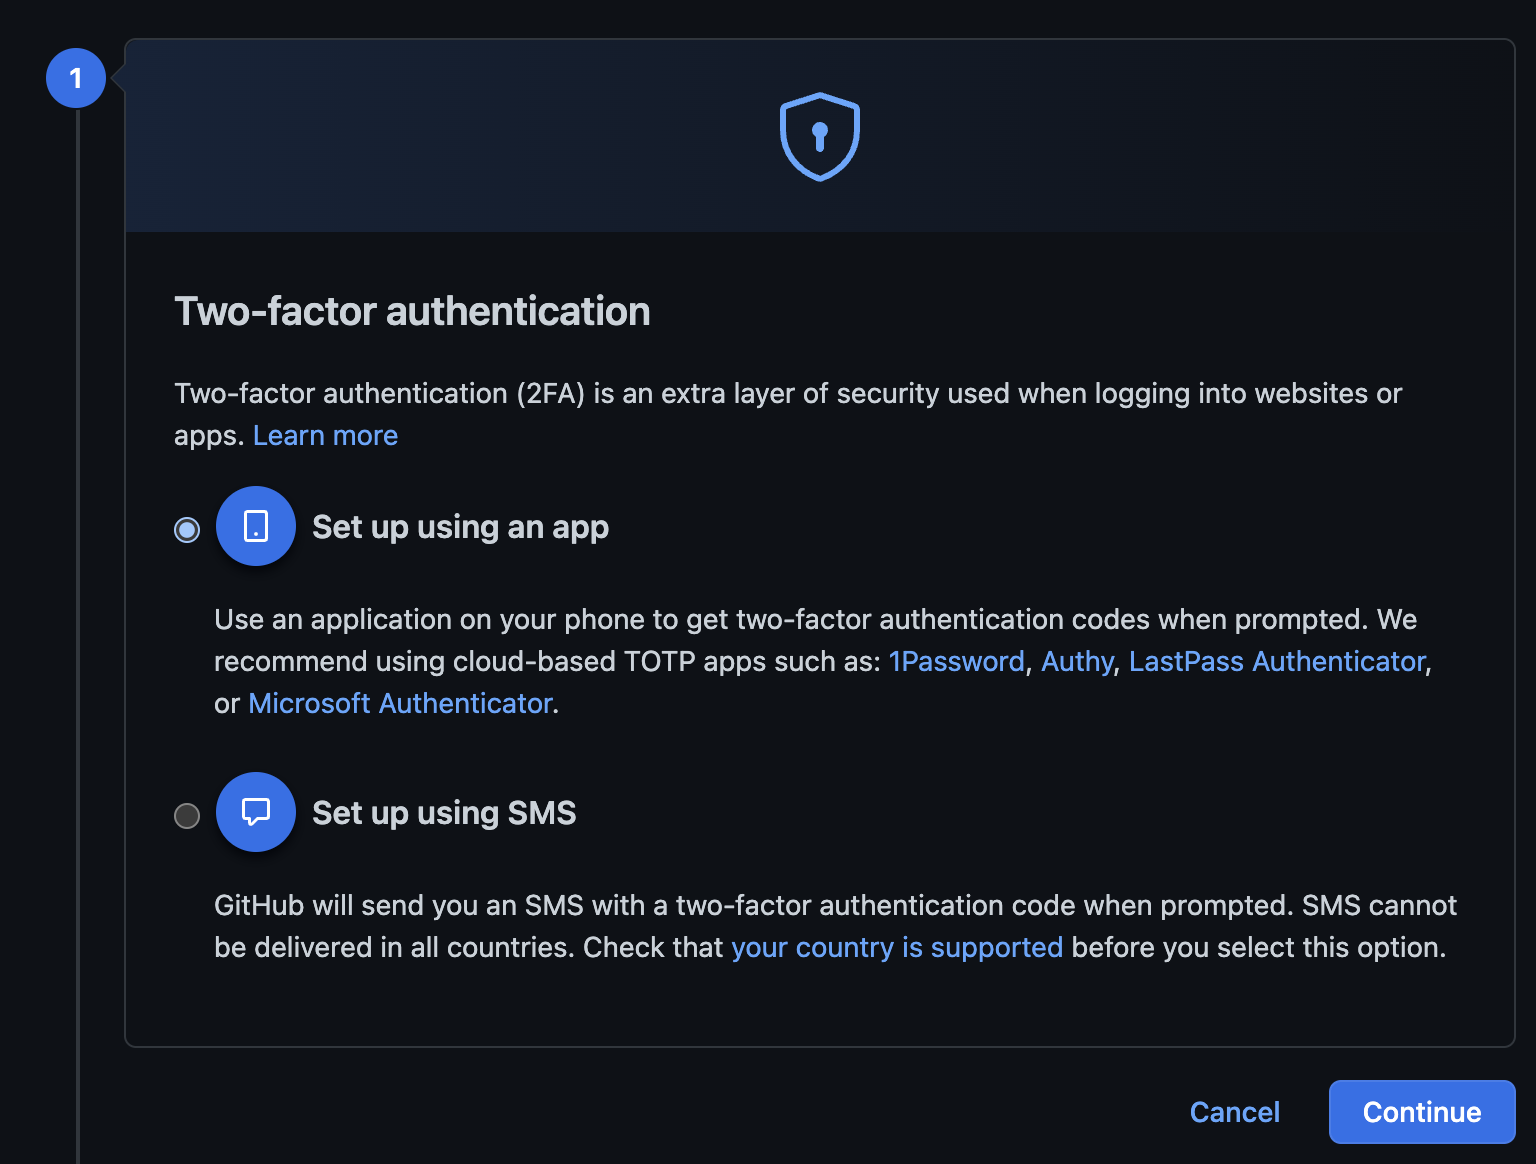 1
Two-factor authentication
Two-factor authentication (2FA) is an extra layer of security used when logging into websites or
apps. Learn more
Set up using an app
Use an application on your phone to get two-factor authentication codes when prompted. We
recommend using cloud-based TOTP apps such as: 1Password, Authy, LastPass Authenticator,
or Microsoft Authenticator.
Set up using SMS
GitHub will send you an SMS with a two-factor authentication code when prompted. SMS cannot
be delivered in all countries. Check that your country is supported before you select this option.
Cancel Continue